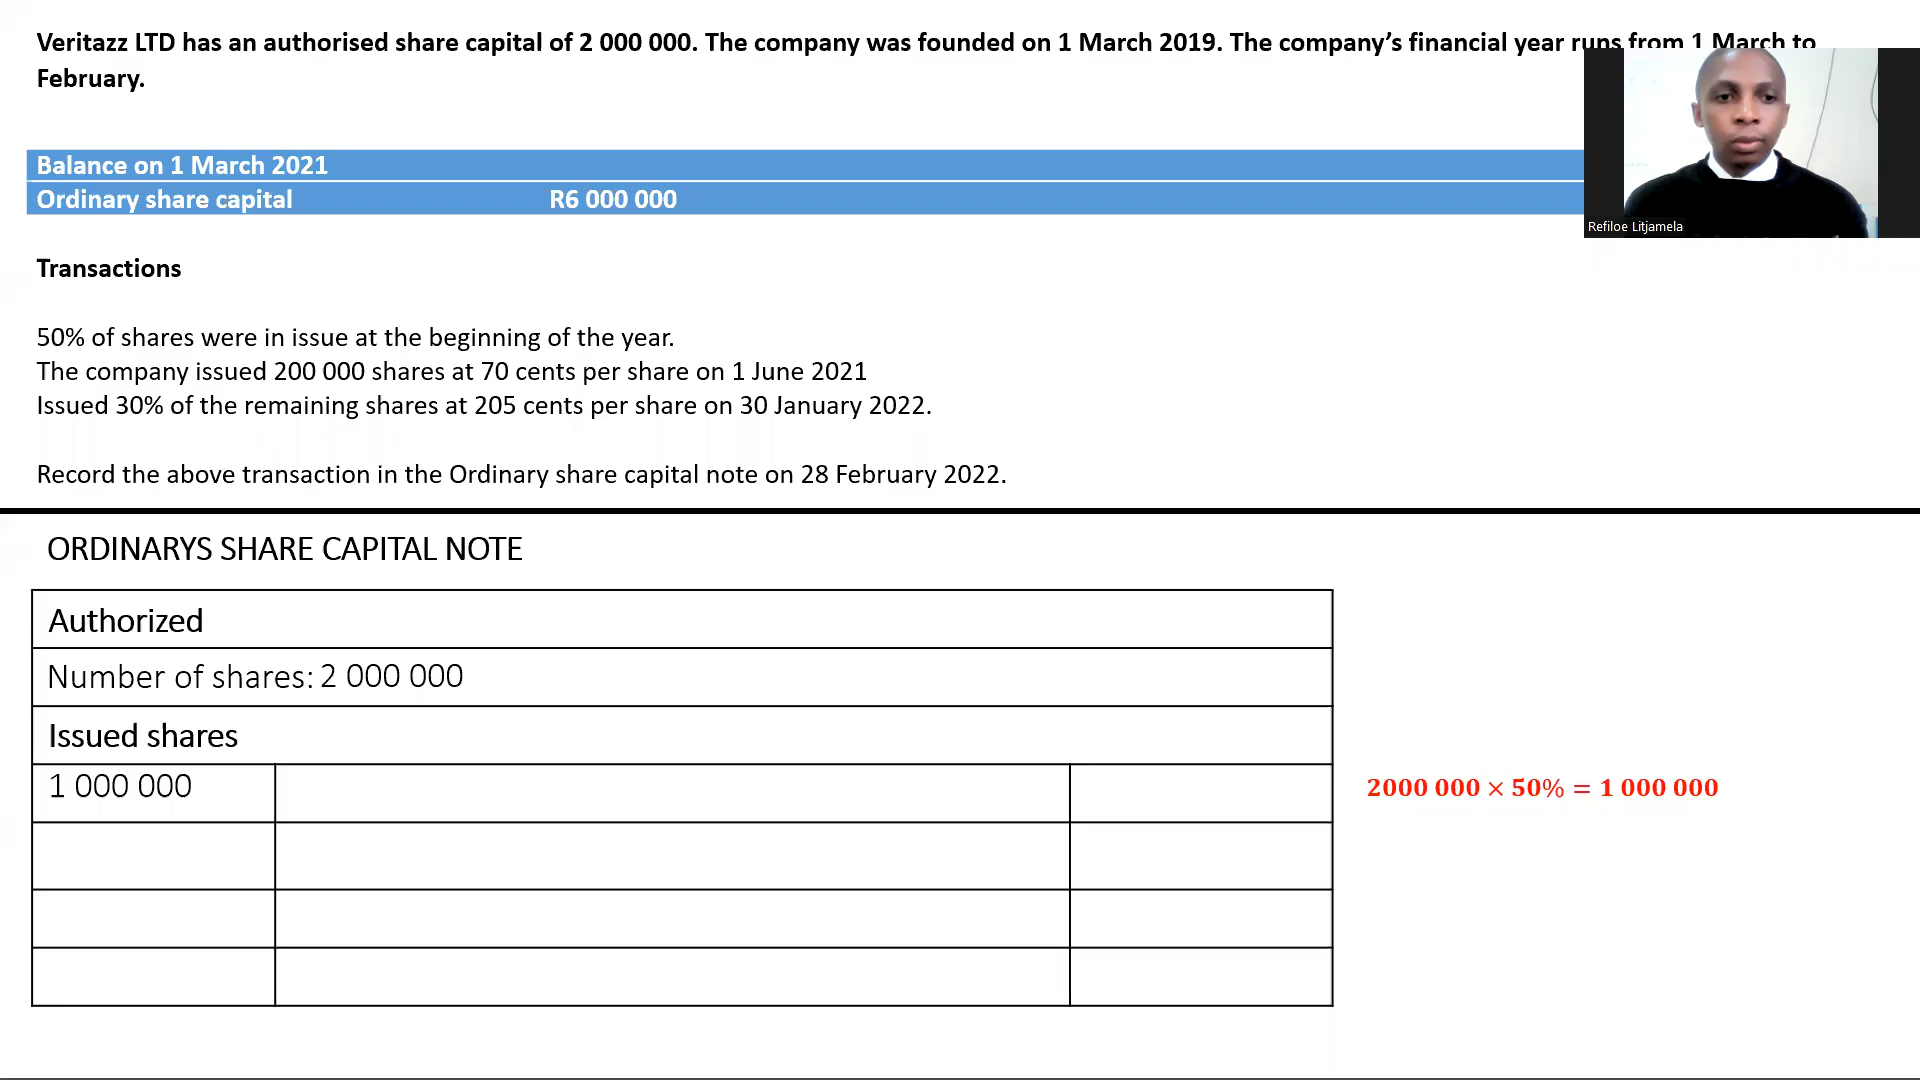 Veritazz LTD has an authorised share capital of 2 000 000. The company was founded on 1 March 2019. The company’s financial year runs from 1 March to
February.
Balance on 1 March 2021
Ordinary share capital R6 000 000
Refiloe Litjamela
Transactions
50% of shares were in issue at the beginning of the year.
The company issued 200 000 shares at 70 cents per share on 1 June 2021
Issued 30% of the remaining shares at 205 cents per share on 30 January 2022.
Record the above transaction in the Ordinary share capital note on 28 February 2022.
ORDINARYS SHARE CAPITAL NOTE
Authorized
Number of shares: 2 000 000
Issued shares
1 000 000
2000 000 × 50% = 1 000 000